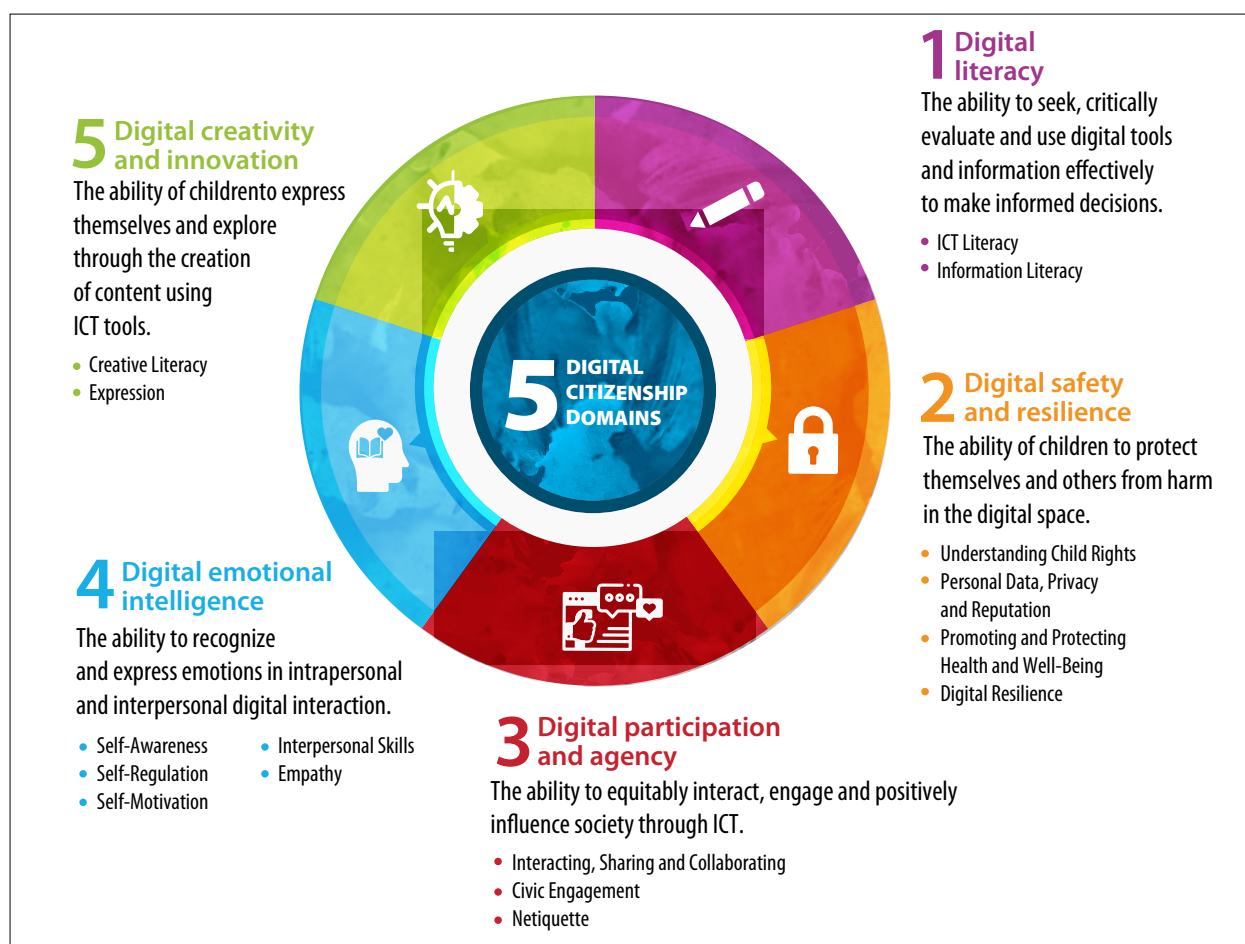 5 DIGITAL
CITIZENSHIP
DOMAINS
1 Digital
literacy
The ability to seek, critically
evaluate and use digital tools
and information effectively
to make informed decisions.
• ICT Literacy
• Information Literacy
2 Digital safety
and resilience
The ability of children to protect
themselves and others from harm
in the digital space.
• Understanding Child Rights
• Personal Data, Privacy
and Reputation
• Promoting and Protecting
Health and Well-Being
• Digital Resilience
3 Digital participation
and agency
The ability to equitably interact, engage and positively
influence society through ICT.
• Interacting, Sharing and Collaborating
• Civic Engagement
• Netiquette
4 Digital emotional
intelligence
The ability to recognize
and express emotions in intrapersonal
and interpersonal digital interaction.
• Self-Awareness
• Self-Regulation
• Self-Motivation
• Interpersonal Skills
• Empathy
5 Digital creativity
and innovation
The ability of childrento express
themselves and explore
through the creation
of content using
ICT tools.
• Creative Literacy
• Expression